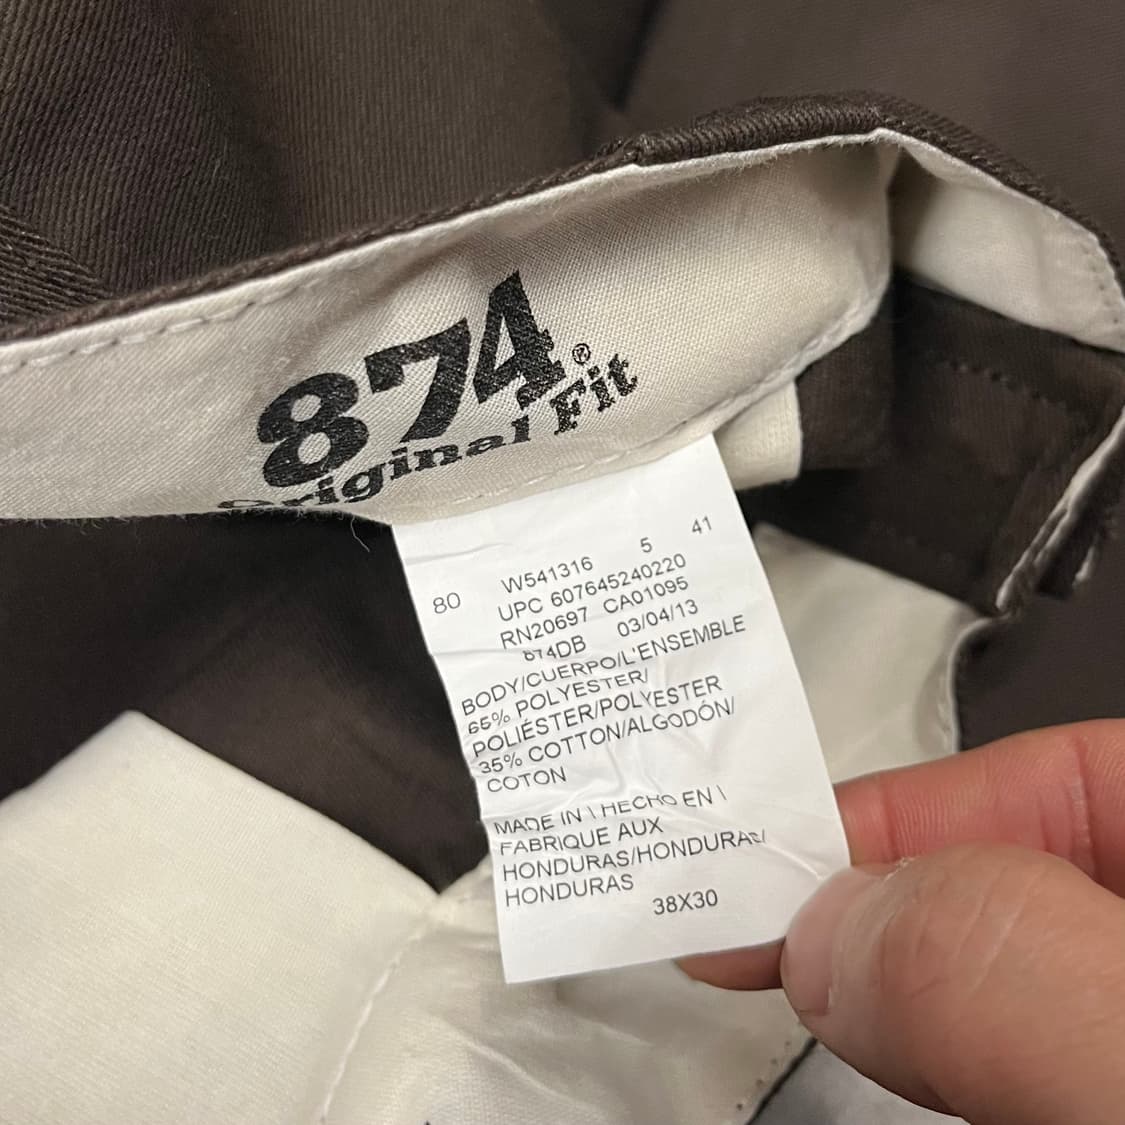 874®
Original Fit
5 41
80 W541316
UPC 607645240220
RN20697 CA01095
874DB 03/04/13
BODY/CUERPO/L'ENSEMBLE
65% POLYESTER/
POLIÉSTER/POLYESTER
35% COTTON/ALGODÓN/
COTON
MADE IN \ HECHO EN \
FABRIQUE AUX
HONDURAS/HONDURAS/
HONDURAS
38X30